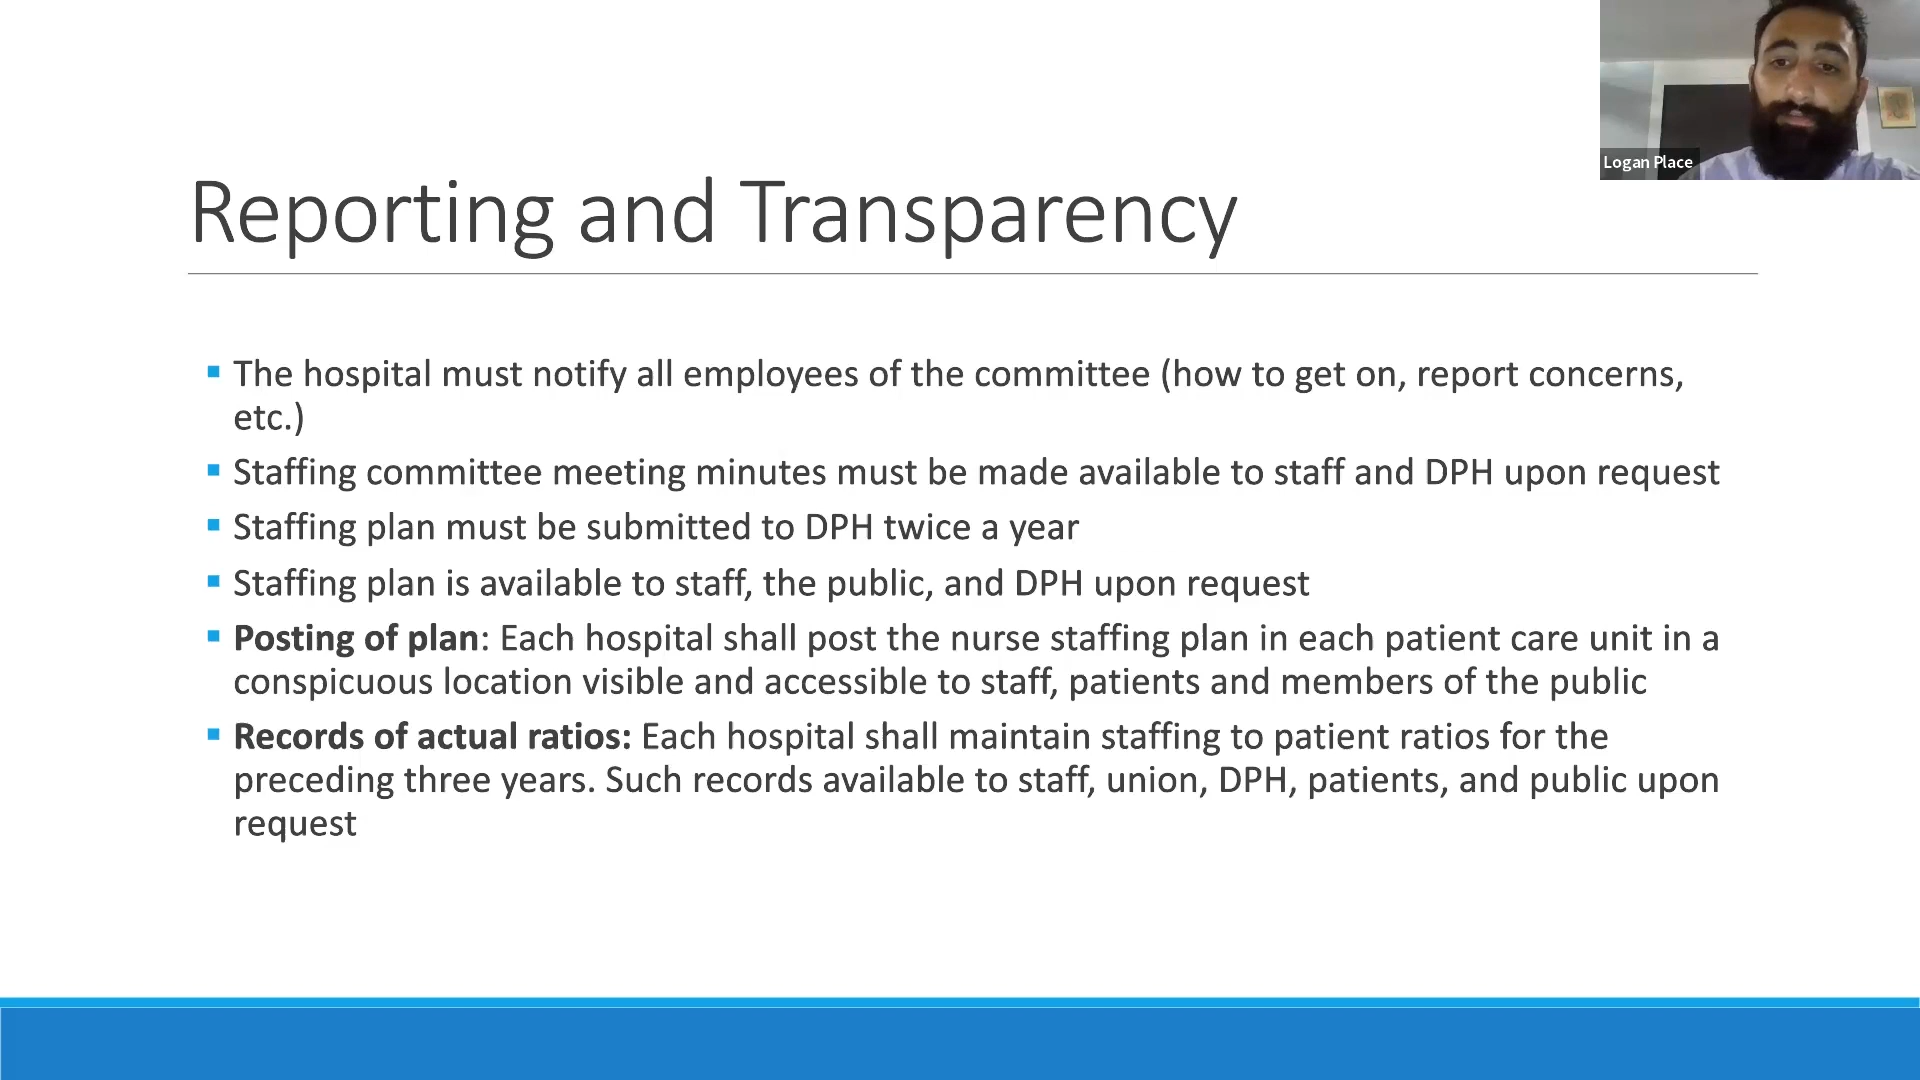 Logan Place
Reporting and Transparency
▪ The hospital must notify all employees of the committee (how to get on, report concerns,
etc.)
▪ Staffing committee meeting minutes must be made available to staff and DPH upon request
▪ Staffing plan must be submitted to DPH twice a year
▪ Staffing plan is available to staff, the public, and DPH upon request
▪ Posting of plan: Each hospital shall post the nurse staffing plan in each patient care unit in a
conspicuous location visible and accessible to staff, patients and members of the public
▪ Records of actual ratios: Each hospital shall maintain staffing to patient ratios for the
preceding three years. Such records available to staff, union, DPH, patients, and public upon
request